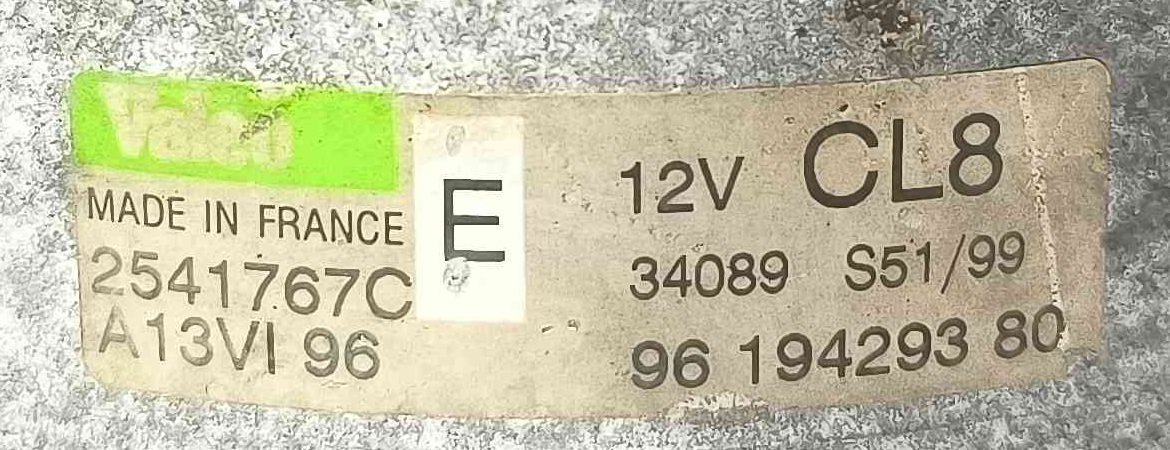 Valeo
MADE IN FRANCE
2541767C
A13VI 96
E
12V CL8
34089 S51/99
96 194293 80